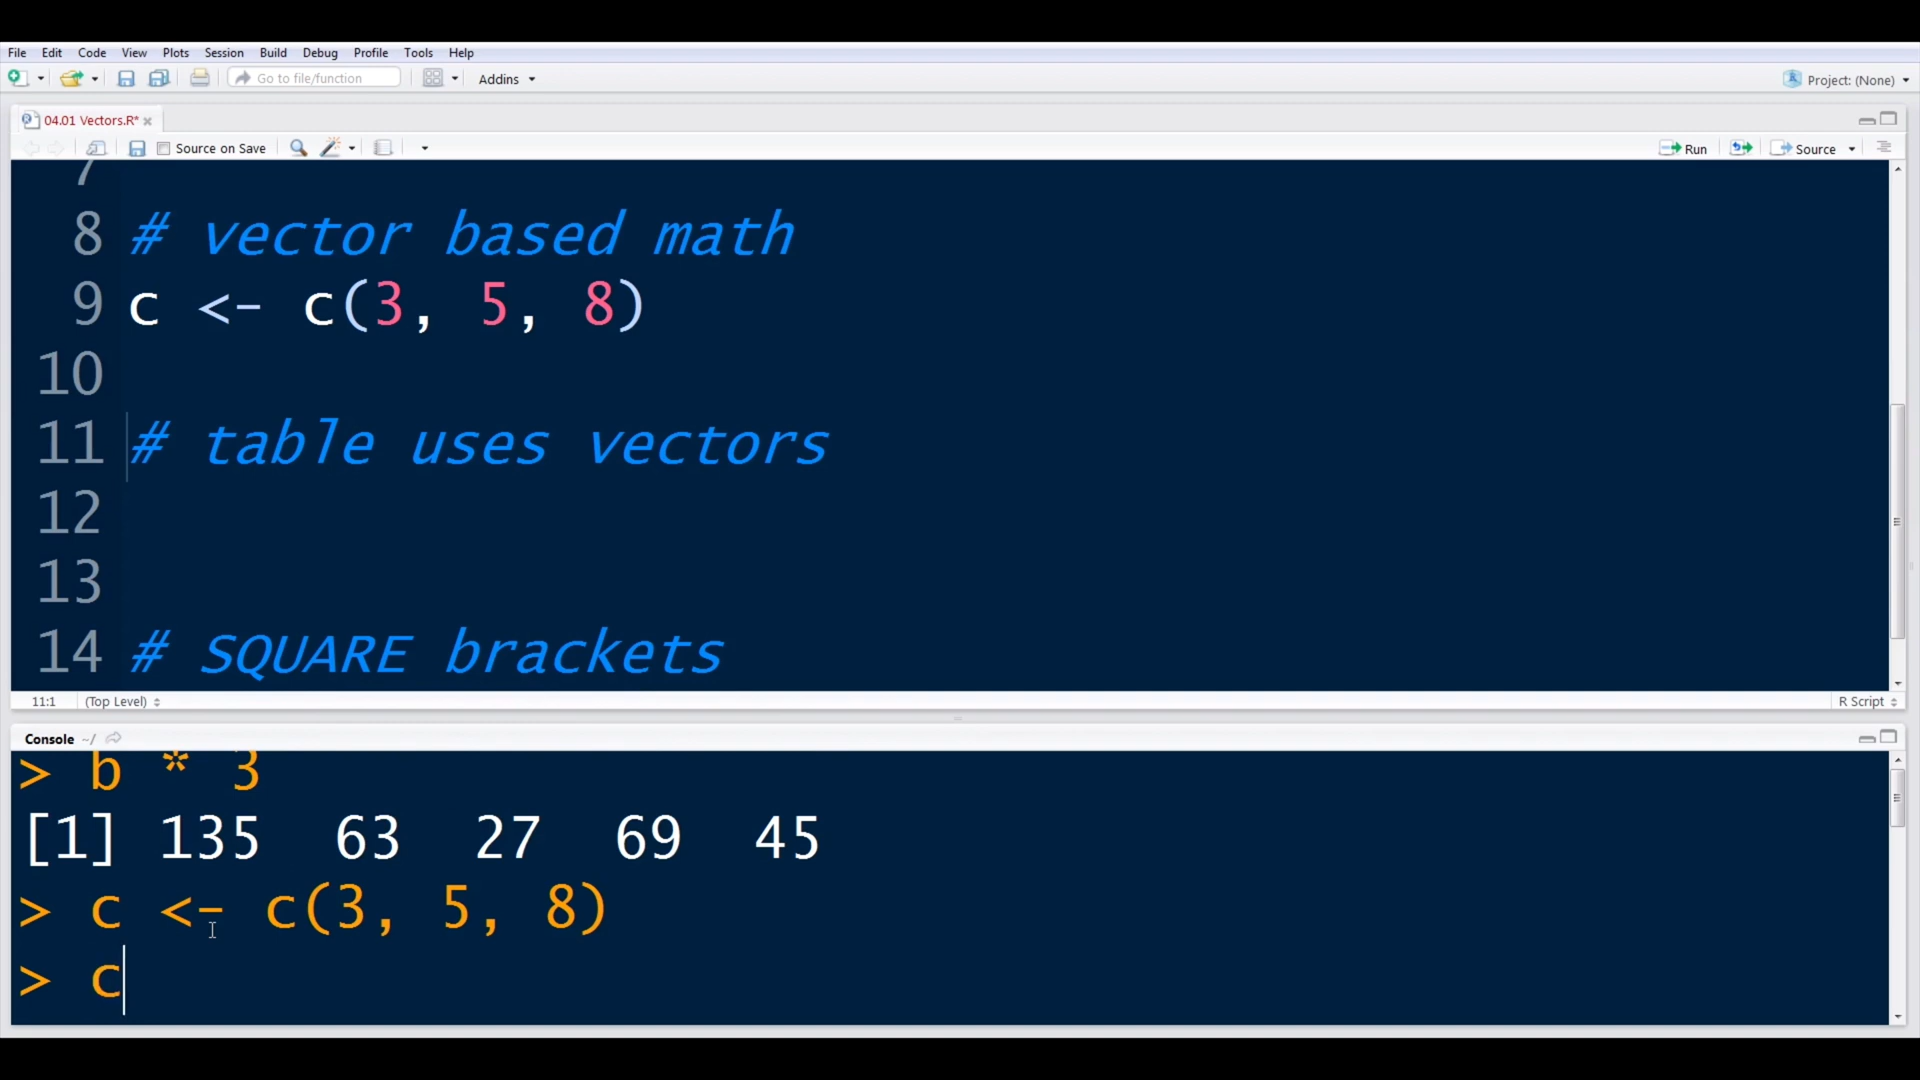 File Edit Code View Plots Session Build Debug Profile Tools Help
Go to file/function Addins Project: (None)
04.01 Vectors.R*
Source on Save Run Source
7
8 # vector based math
9 c <- c(3, 5, 8)
10
11 # table uses vectors
12
13
14 # SQUARE brackets
11:1 (Top Level) R Script
Console ~/
> b * 3
[1] 135 63 27 69 45
> c <- c(3, 5, 8)
> c